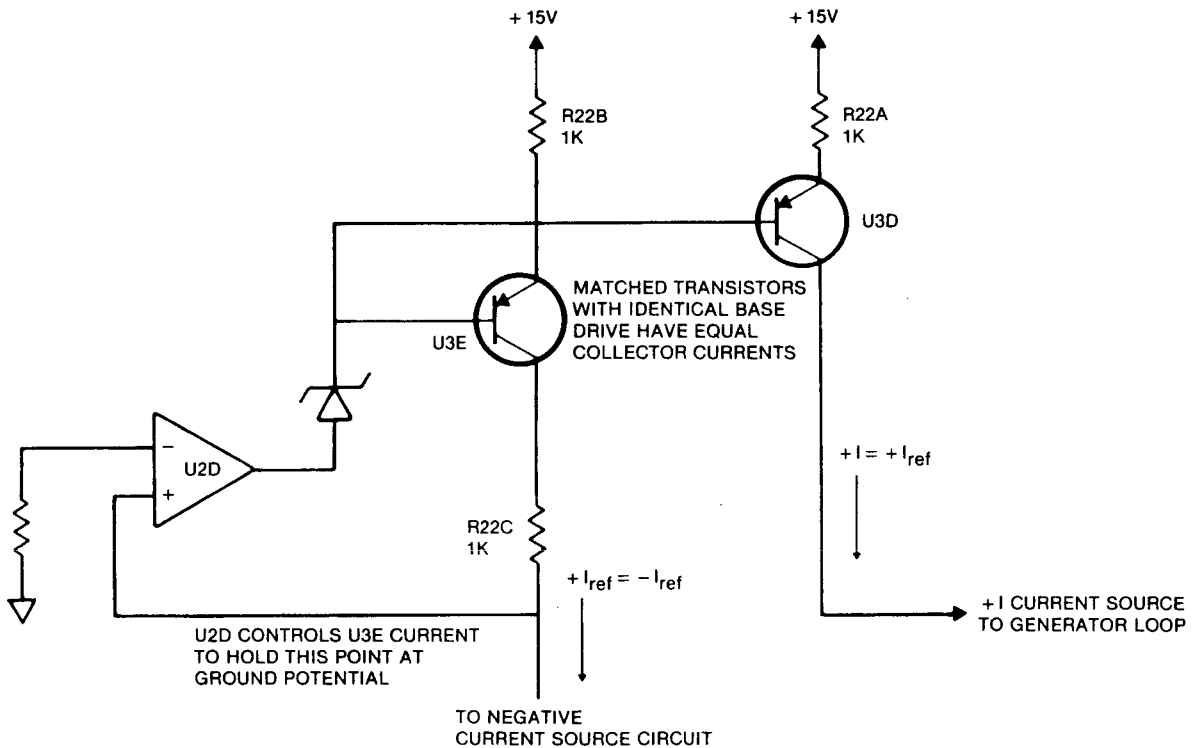 + 15V
+ 15V
R22B
1K
R22A
1K
U3D
MATCHED TRANSISTORS
WITH IDENTICAL BASE
DRIVE HAVE EQUAL
COLLECTOR CURRENTS
U3E
−
U2D
+
R22C
1K
+I = +Iref
+Iref = −Iref
+I CURRENT SOURCE
TO GENERATOR LOOP
U2D CONTROLS U3E CURRENT
TO HOLD THIS POINT AT
GROUND POTENTIAL
TO NEGATIVE
CURRENT SOURCE CIRCUIT